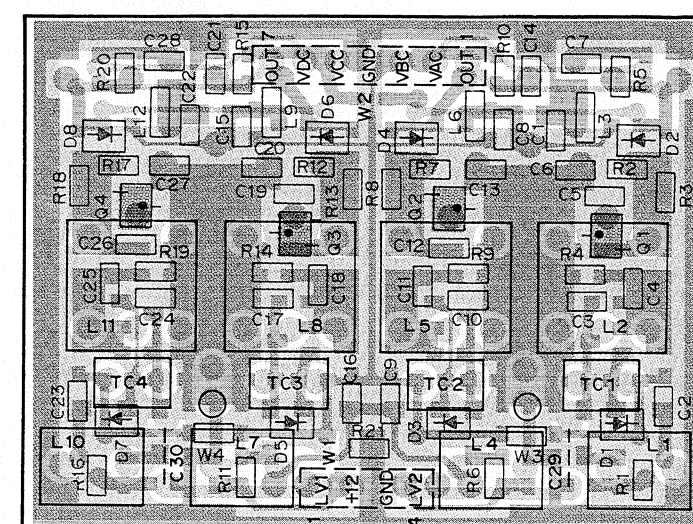 C28
C21
R15
OUT 7
VDC
VCC
GND
VBC
VAC
OUT 1
R10
C14
C7
R20
C22
R5
L12
C15
L9
D6
W2
L6
C8
C1
L3
D8
D4
D2
C20
R17
R12
R7
C6
R2
R18
C27
C19
R13
R8
C13
C5
R3
Q4
Q2
Q3
Q1
C26
R19
R14
C12
R9
R4
C25
C18
C11
C4
C24
C17
C10
C3
L11
L8
L5
L2
C16
C9
TC4
TC3
TC2
TC1
C23
C2
L10
D7
L7
D5
W1
D3
L4
D1
L1
W4
W3
R16
C30
R11
LV1
+12
GND
LV2
R6
C29
R1
1
4